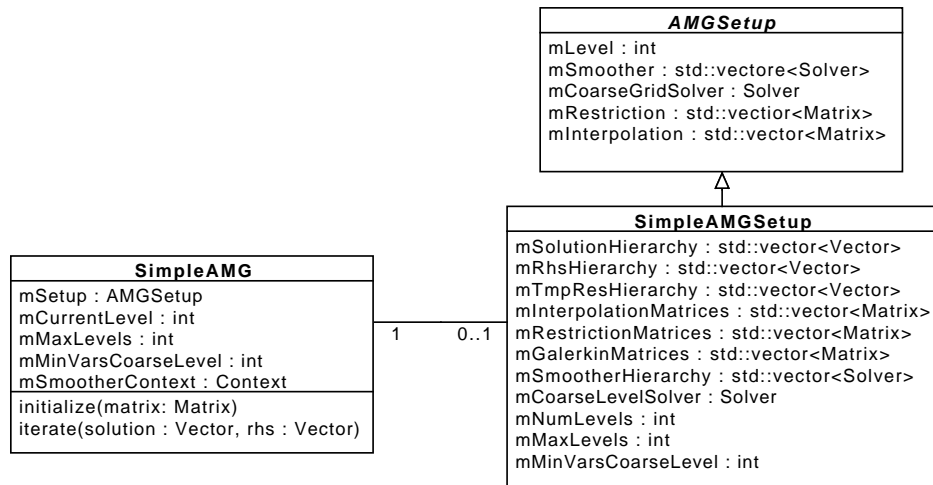 AMGSetup
mLevel : int
mSmoother : std::vectore<Solver>
mCoarseGridSolver : Solver
mRestriction : std::vectior<Matrix>
mInterpolation : std::vector<Matrix>
SimpleAMG
mSetup : AMGSetup
mCurrentLevel : int
mMaxLevels : int
mMinVarsCoarseLevel : int
mSmootherContext : Context
initialize(matrix: Matrix)
iterate(solution : Vector, rhs : Vector)
1
0..1
SimpleAMGSetup
mSolutionHierarchy : std::vector<Vector>
mRhsHierarchy : std::vector<Vector>
mTmpResHierarchy : std::vector<Vector>
mInterpolationMatrices : std::vector<Matrix>
mRestrictionMatrices : std::vector<Matrix>
mGalerkinMatrices : std::vector<Matrix>
mSmootherHierarchy : std::vector<Solver>
mCoarseLevelSolver : Solver
mNumLevels : int
mMaxLevels : int
mMinVarsCoarseLevel : int